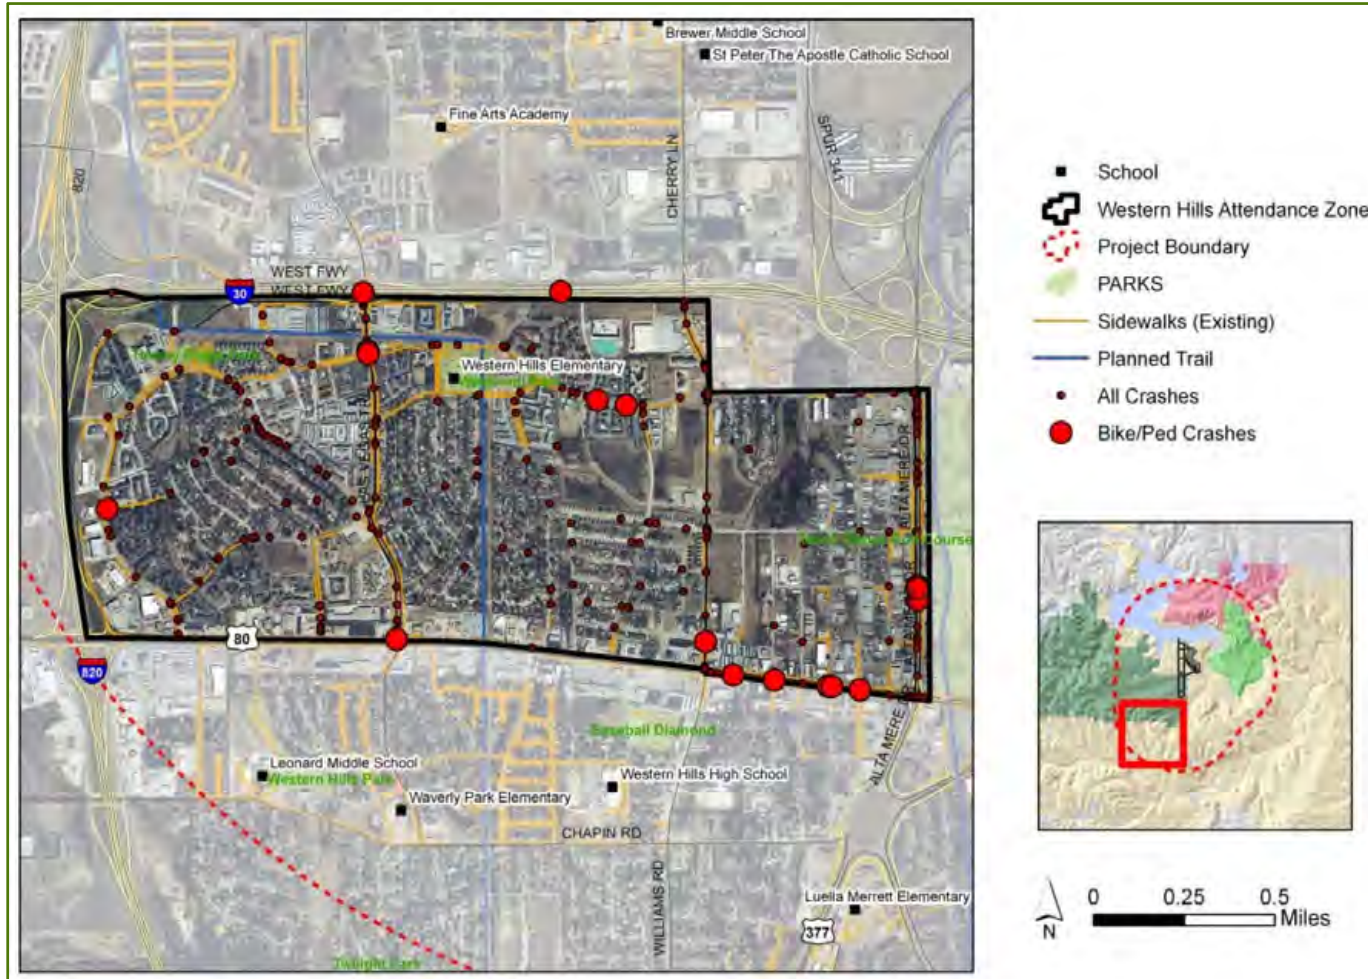 Brewer Middle School
St Peter The Apostle Catholic School
Fine Arts Academy
CHERRY LN
SPUR 341
820
WEST FWY
WEST FWY
30
Western Hills Elementary
ALTA MERE DR
80
820
Baseball Diamond
Leonard Middle School
Western Hills Park
Western Hills High School
Waverly Park Elementary
CHAPIN RD
WILLIAMS RD
ALTA MERE
Luella Merrett Elementary
377
School
Western Hills Attendance Zone
Project Boundary
PARKS
Sidewalks (Existing)
Planned Trail
All Crashes
Bike/Ped Crashes
N
0 0.25 0.5
Miles